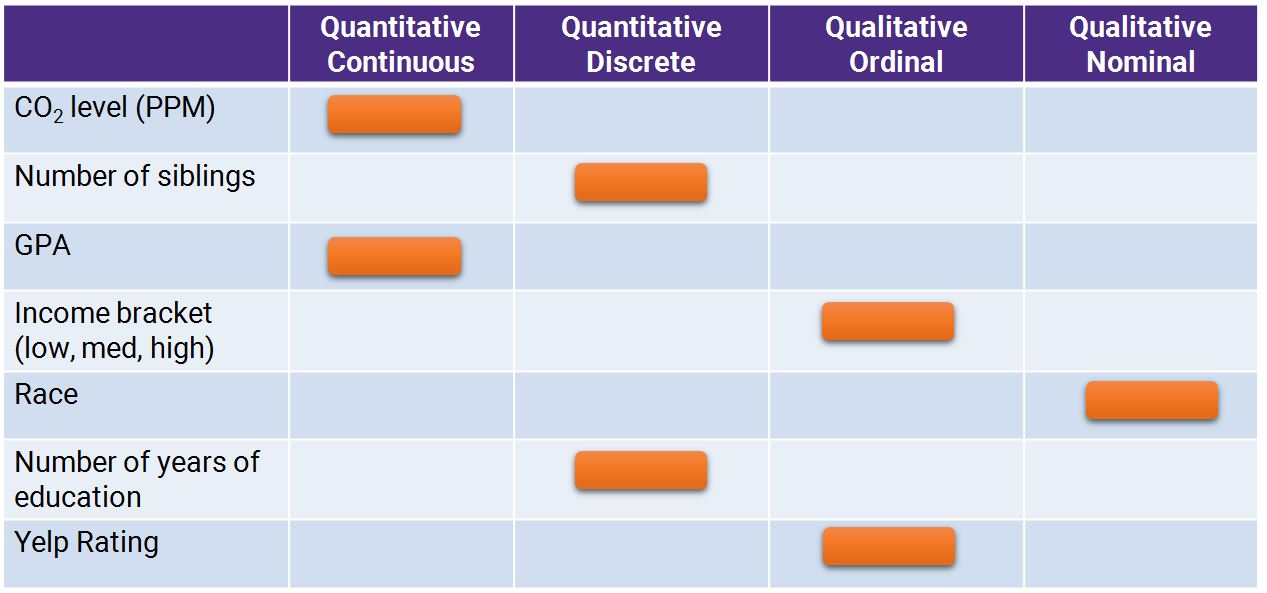 Quantitative Continuous
Quantitative Discrete
Qualitative Ordinal
Qualitative Nominal
CO₂ level (PPM)
Number of siblings
GPA
Income bracket
(low, med, high)
Race
Number of years of
education
Yelp Rating